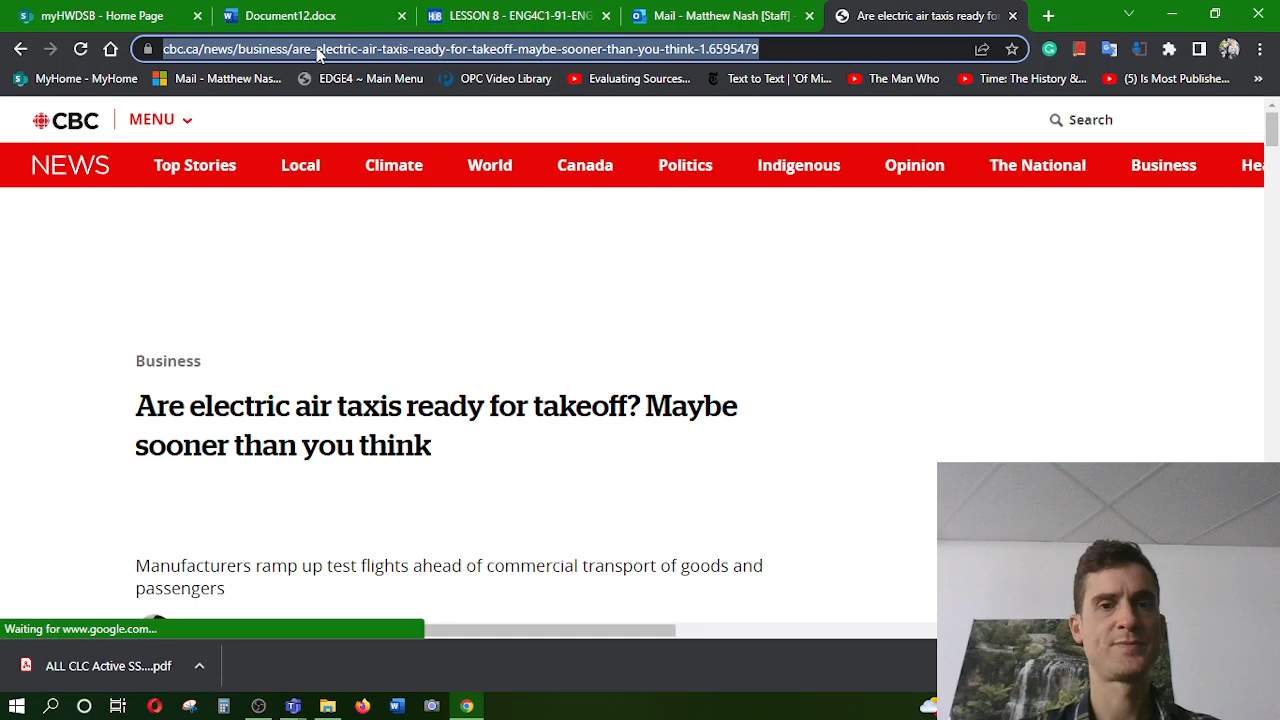 myHWDSB - Home Page
Document12.docx
LESSON 8 - ENG4C1-91-ENG
Mail - Matthew Nash [Staff] -
Are electric air taxis ready for
cbc.ca/news/business/are-electric-air-taxis-ready-for-takeoff-maybe-sooner-than-you-think-1.6595479
MyHome - MyHome
Mail - Matthew Nas...
EDGG4 ~ Main Menu
OPC Video Library
Evaluating Sources...
Text to Text | 'Of Mi...
The Man Who
Time: The History &...
(5) Is Most Publishe...
CBC
MENU
Search
NEWS
Top Stories
Local
Climate
World
Canada
Politics
Indigenous
Opinion
The National
Business
Business
Are electric air taxis ready for takeoff? Maybe
sooner than you think
Manufacturers ramp up test flights ahead of commercial transport of goods and
passengers
Waiting for www.google.com...
ALL CLC Active SS....pdf